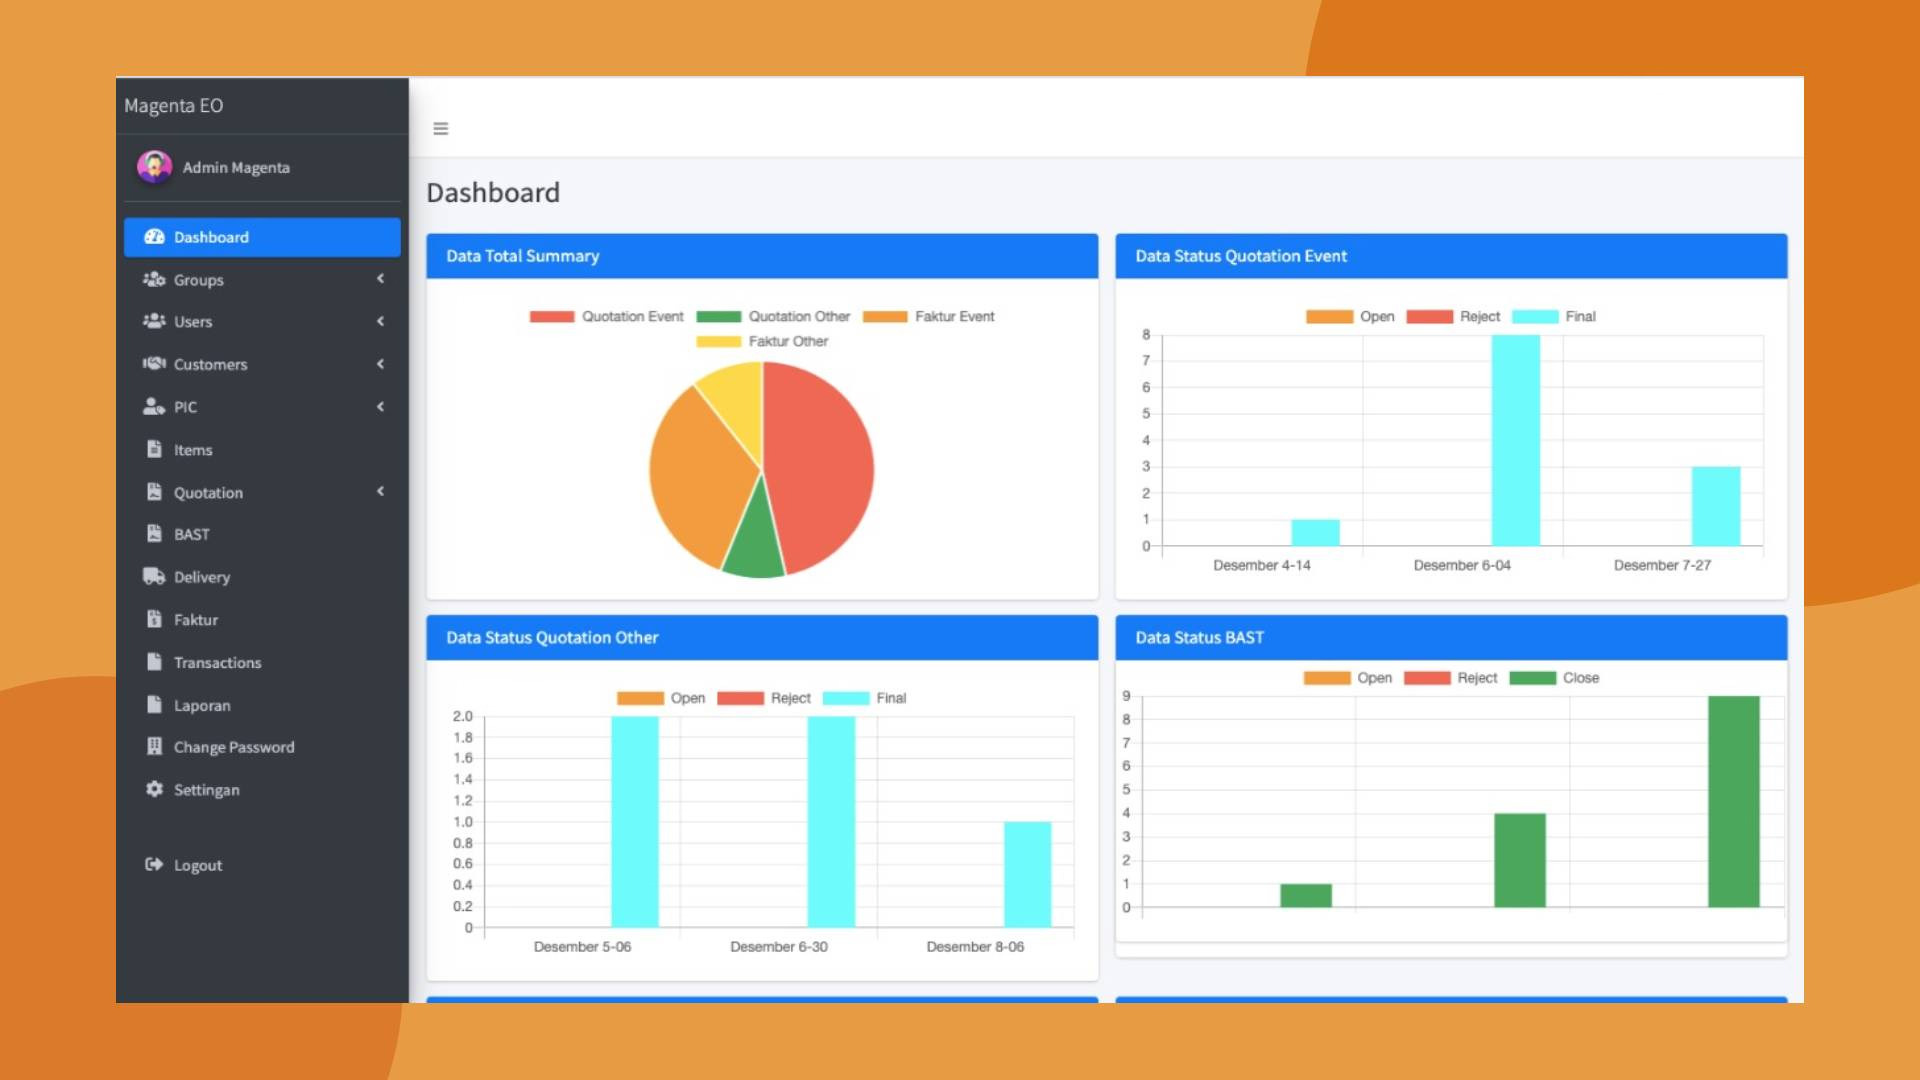 Magenta EO
Admin Magenta
Dashboard
Groups
Users
Customers
PIC
Items
Quotation
BAST
Delivery
Faktur
Transactions
Laporan
Change Password
Settingan
Logout
Dashboard
Data Total Summary
Quotation Event Quotation Other Faktur Event
Faktur Other
Data Status Quotation Event
Open Reject Final
8
7
6
5
4
3
2
1
0
Desember 4-14 Desember 6-04 Desember 7-27
Data Status Quotation Other
Open Reject Final
2.0
1.8
1.6
1.4
1.2
1.0
0.8
0.6
0.4
0.2
0
Desember 5-06 Desember 6-30 Desember 8-06
Data Status BAST
Open Reject Close
9
8
7
6
5
4
3
2
1
0